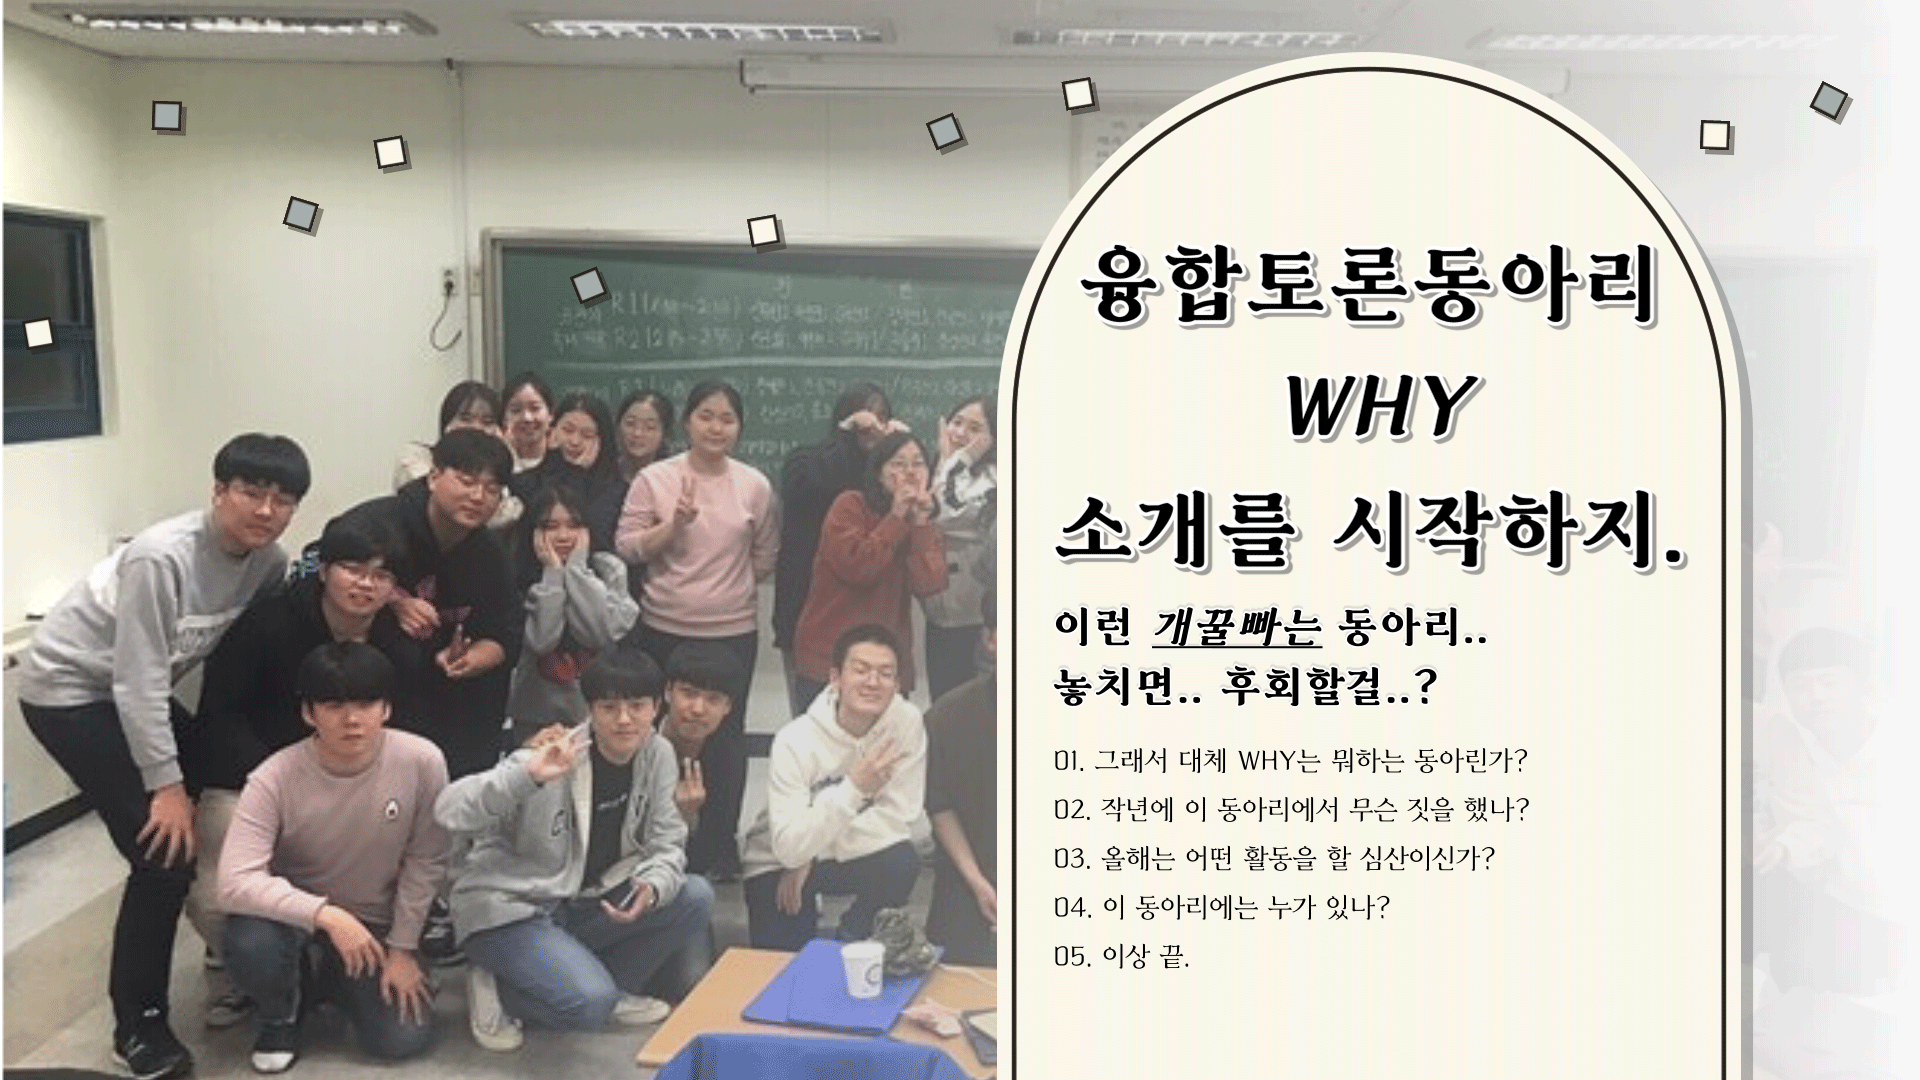 융합토론동아리
WHY
소개를 시작하지.
이런 개꿀빠는 동아리..
놓치면.. 후회할걸..?
01. 그래서 대체 WHY는 뭐하는 동아린가?
02. 작년에 이 동아리에서 무슨 짓을 했나?
03. 올해는 어떤 활동을 할 심산이신가?
04. 이 동아리에는 누가 있나?
05. 이상 끝.